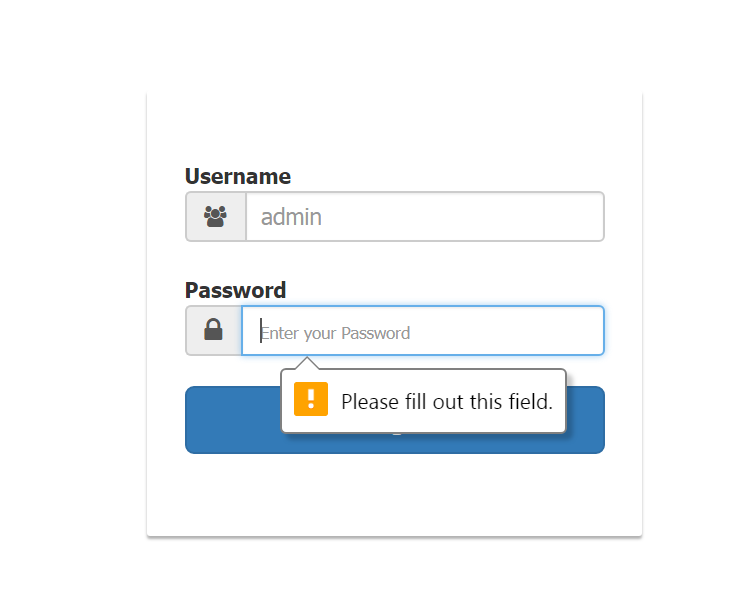 Username
admin
Password
Enter your Password
Please fill out this field.